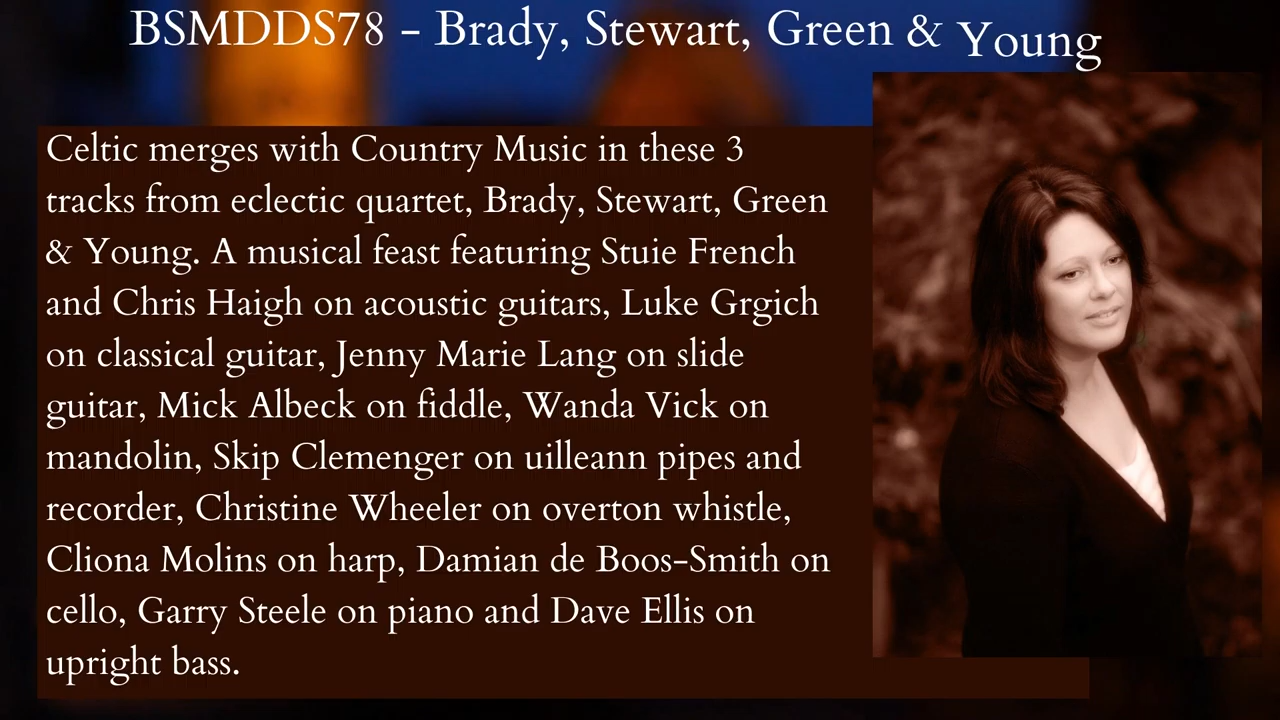 BSMDDS78 - Brady, Stewart, Green & Young
Celtic merges with Country Music in these 3
tracks from eclectic quartet, Brady, Stewart, Green
& Young. A musical feast featuring Stuie French
and Chris Haigh on acoustic guitars, Luke Grgich
on classical guitar, Jenny Marie Lang on slide
guitar, Mick Albeck on fiddle, Wanda Vick on
mandolin, Skip Clemenger on uilleann pipes and
recorder, Christine Wheeler on overton whistle,
Cliona Molins on harp, Damian de Boos-Smith on
cello, Garry Steele on piano and Dave Ellis on
upright bass.